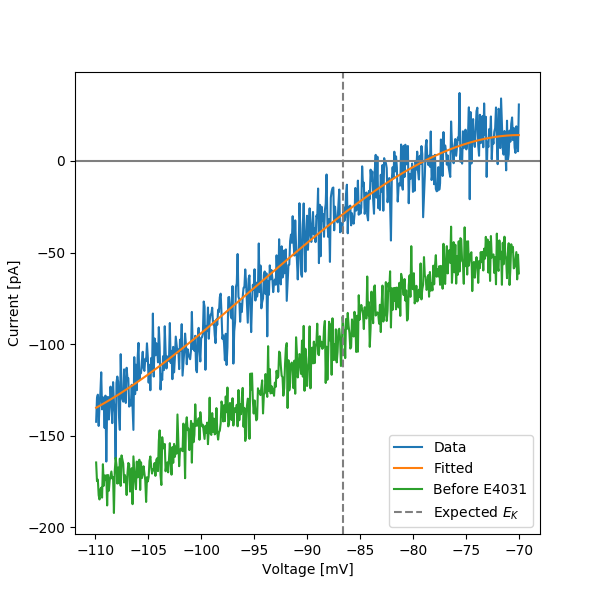 0
−50
−100
−150
−200
Current [pA]
−110 −105 −100 −95 −90 −85 −80 −75 −70
Voltage [mV]
Data
Fitted
Before E4031
Expected E_K